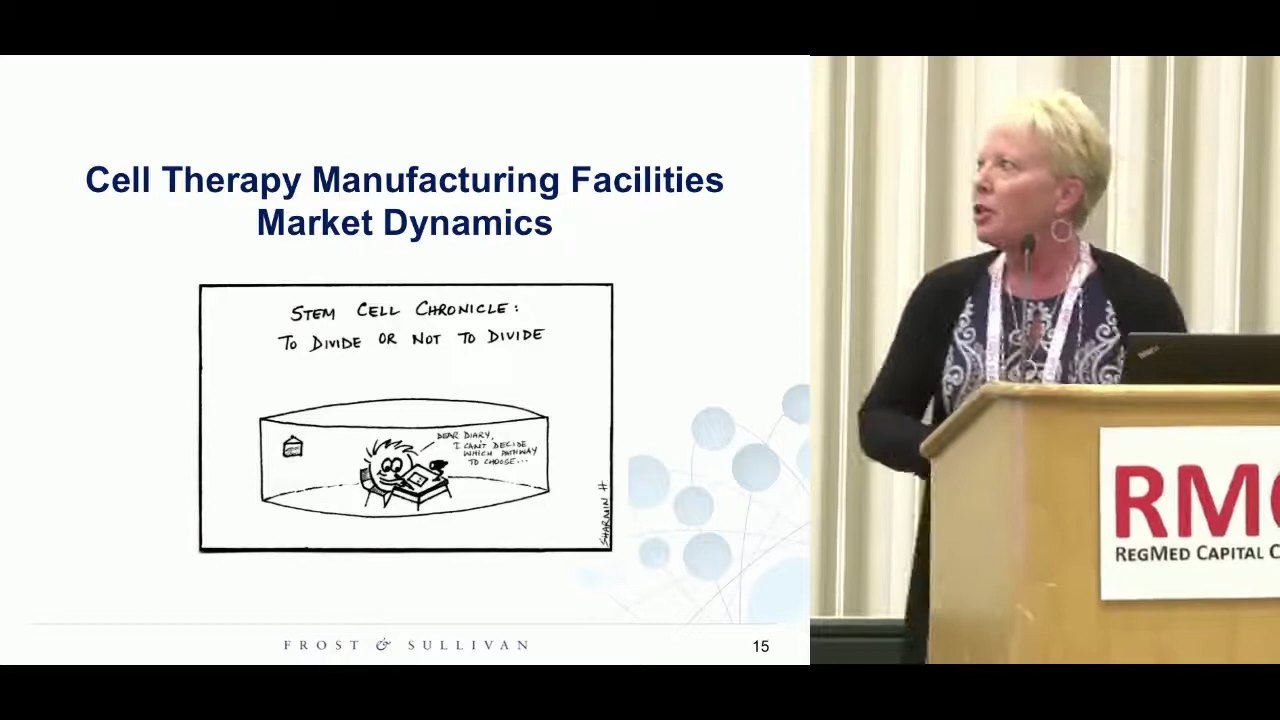 Cell Therapy Manufacturing Facilities
Market Dynamics
STEM CELL CHRONICLE:
TO DIVIDE OR NOT TO DIVIDE
DEAR DIARY,
I CAN'T DECIDE
WHICH PATHWAY
TO CHOOSE...
SHARMIN H.
FROST & SULLIVAN
15
RMC
REGMED CAPITAL C